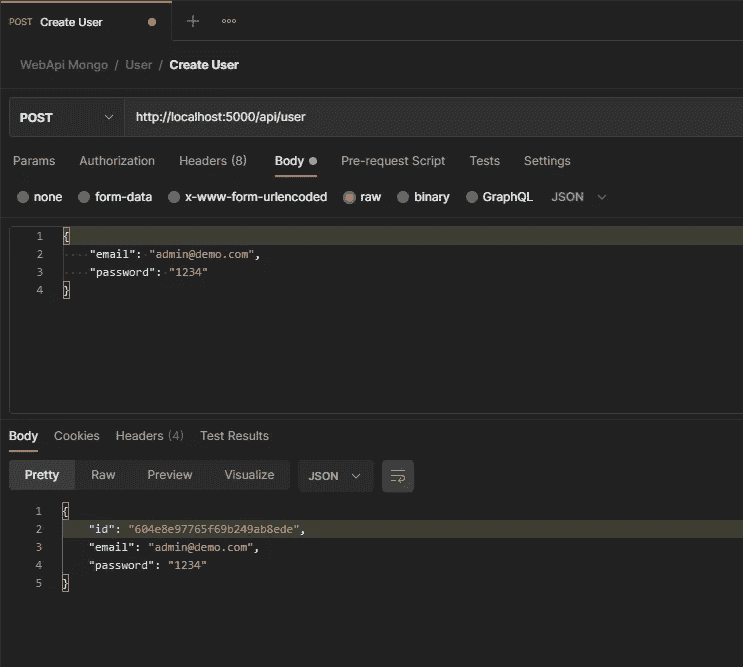 POST Create User
WebApi Mongo / User / Create User
POST http://localhost:5000/api/user
Params Authorization Headers (8) Body Pre-request Script Tests Settings
none form-data x-www-form-urlencoded raw binary GraphQL JSON
1 {
2 ····"email":·"admin@demo.com",
3 ····"password":·"1234"
4 }
Body Cookies Headers (4) Test Results
Pretty Raw Preview Visualize JSON
1 {
2 "id": "604e8e97765f69b249ab8ede",
3 "email": "admin@demo.com",
4 "password": "1234"
5 }